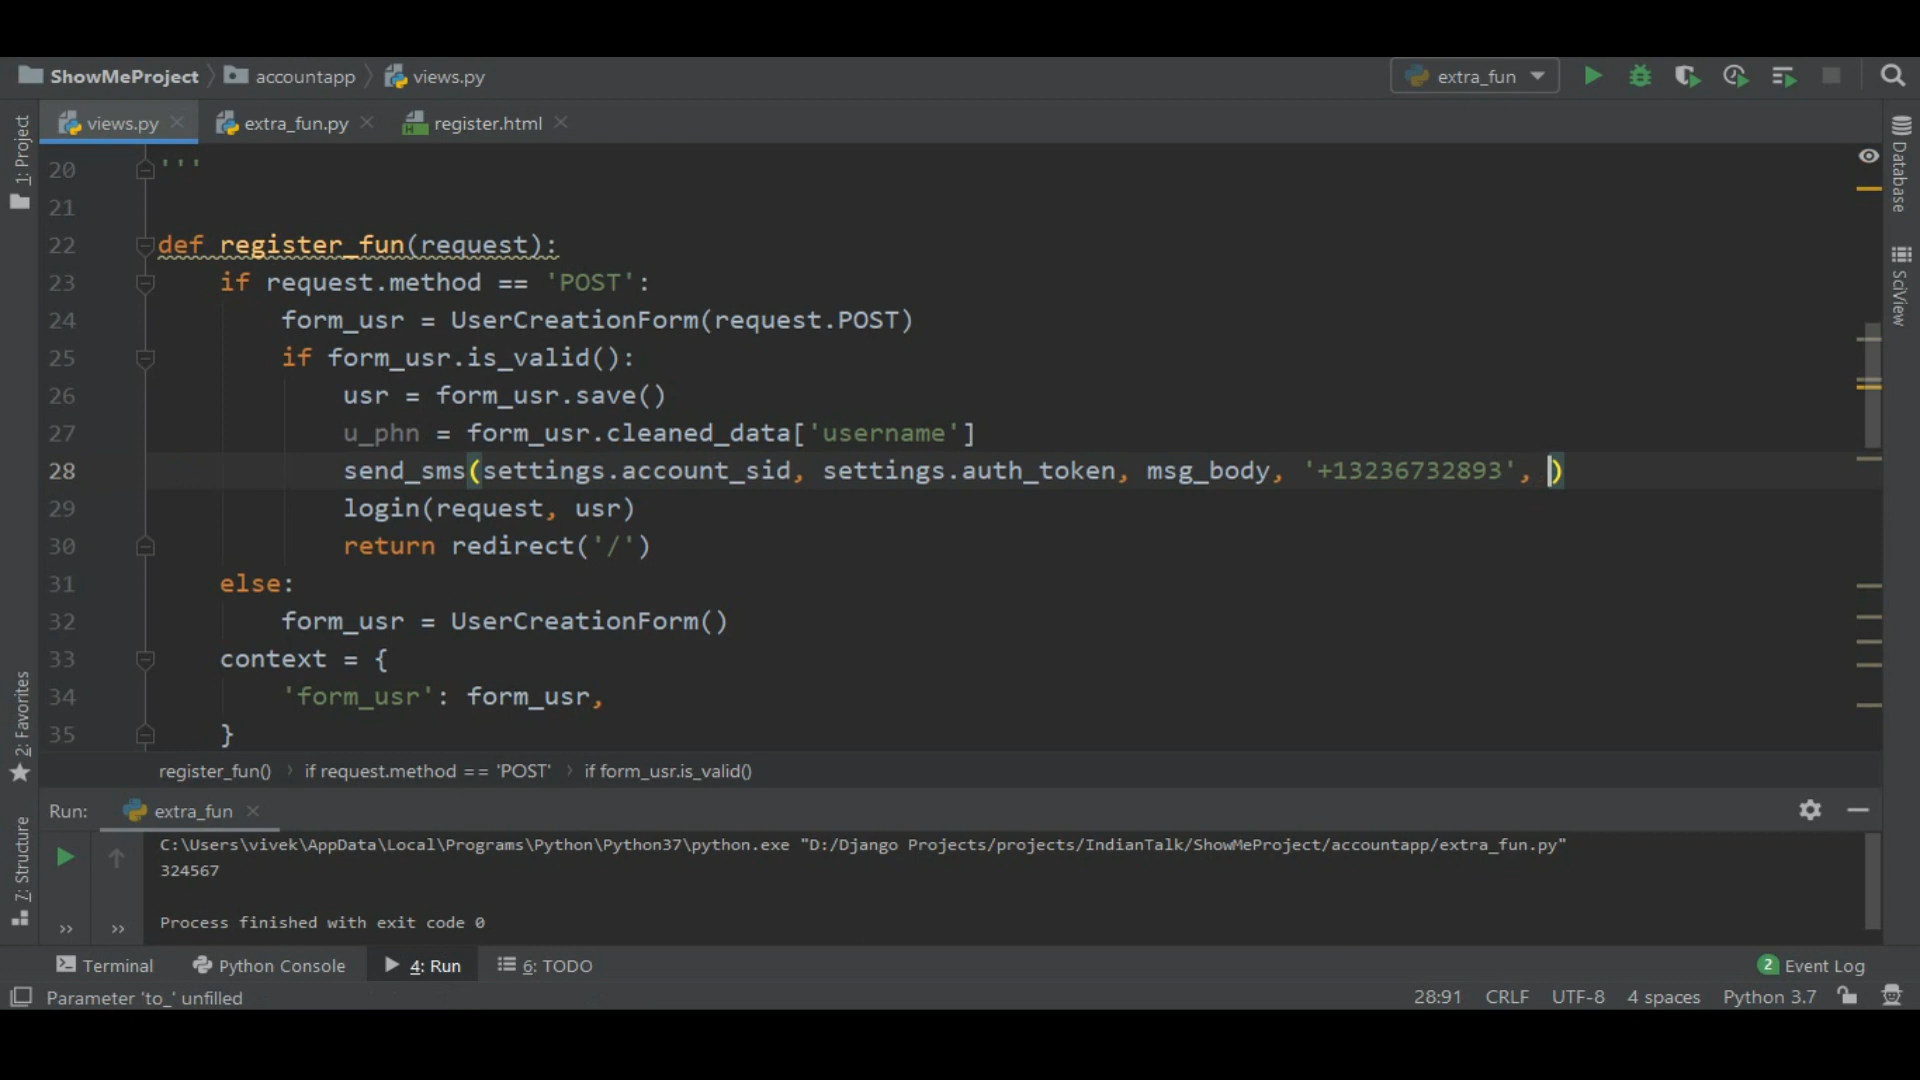 ShowMeProject accountapp views.py extra_fun
views.py extra_fun.py register.html
1: Project
2: Favorites
7: Structure
Database
SciView
20 '''
21
22 def register_fun(request):
23 if request.method == 'POST':
24 form_usr = UserCreationForm(request.POST)
25 if form_usr.is_valid():
26 usr = form_usr.save()
27 u_phn = form_usr.cleaned_data['username']
28 send_sms(settings.account_sid, settings.auth_token, msg_body, '+13236732893', )
29 login(request, usr)
30 return redirect('/')
31 else:
32 form_usr = UserCreationForm()
33 context = {
34 'form_usr': form_usr,
35 }
register_fun() › if request.method == 'POST' › if form_usr.is_valid()
Run: extra_fun
C:\Users\vivek\AppData\Local\Programs\Python\Python37\python.exe "D:/Django Projects/projects/IndianTalk/ShowMeProject/accountapp/extra_fun.py"
324567
Process finished with exit code 0
Terminal Python Console 4: Run 6: TODO 2 Event Log
Parameter 'to_' unfilled 28:91 CRLF UTF-8 4 spaces Python 3.7